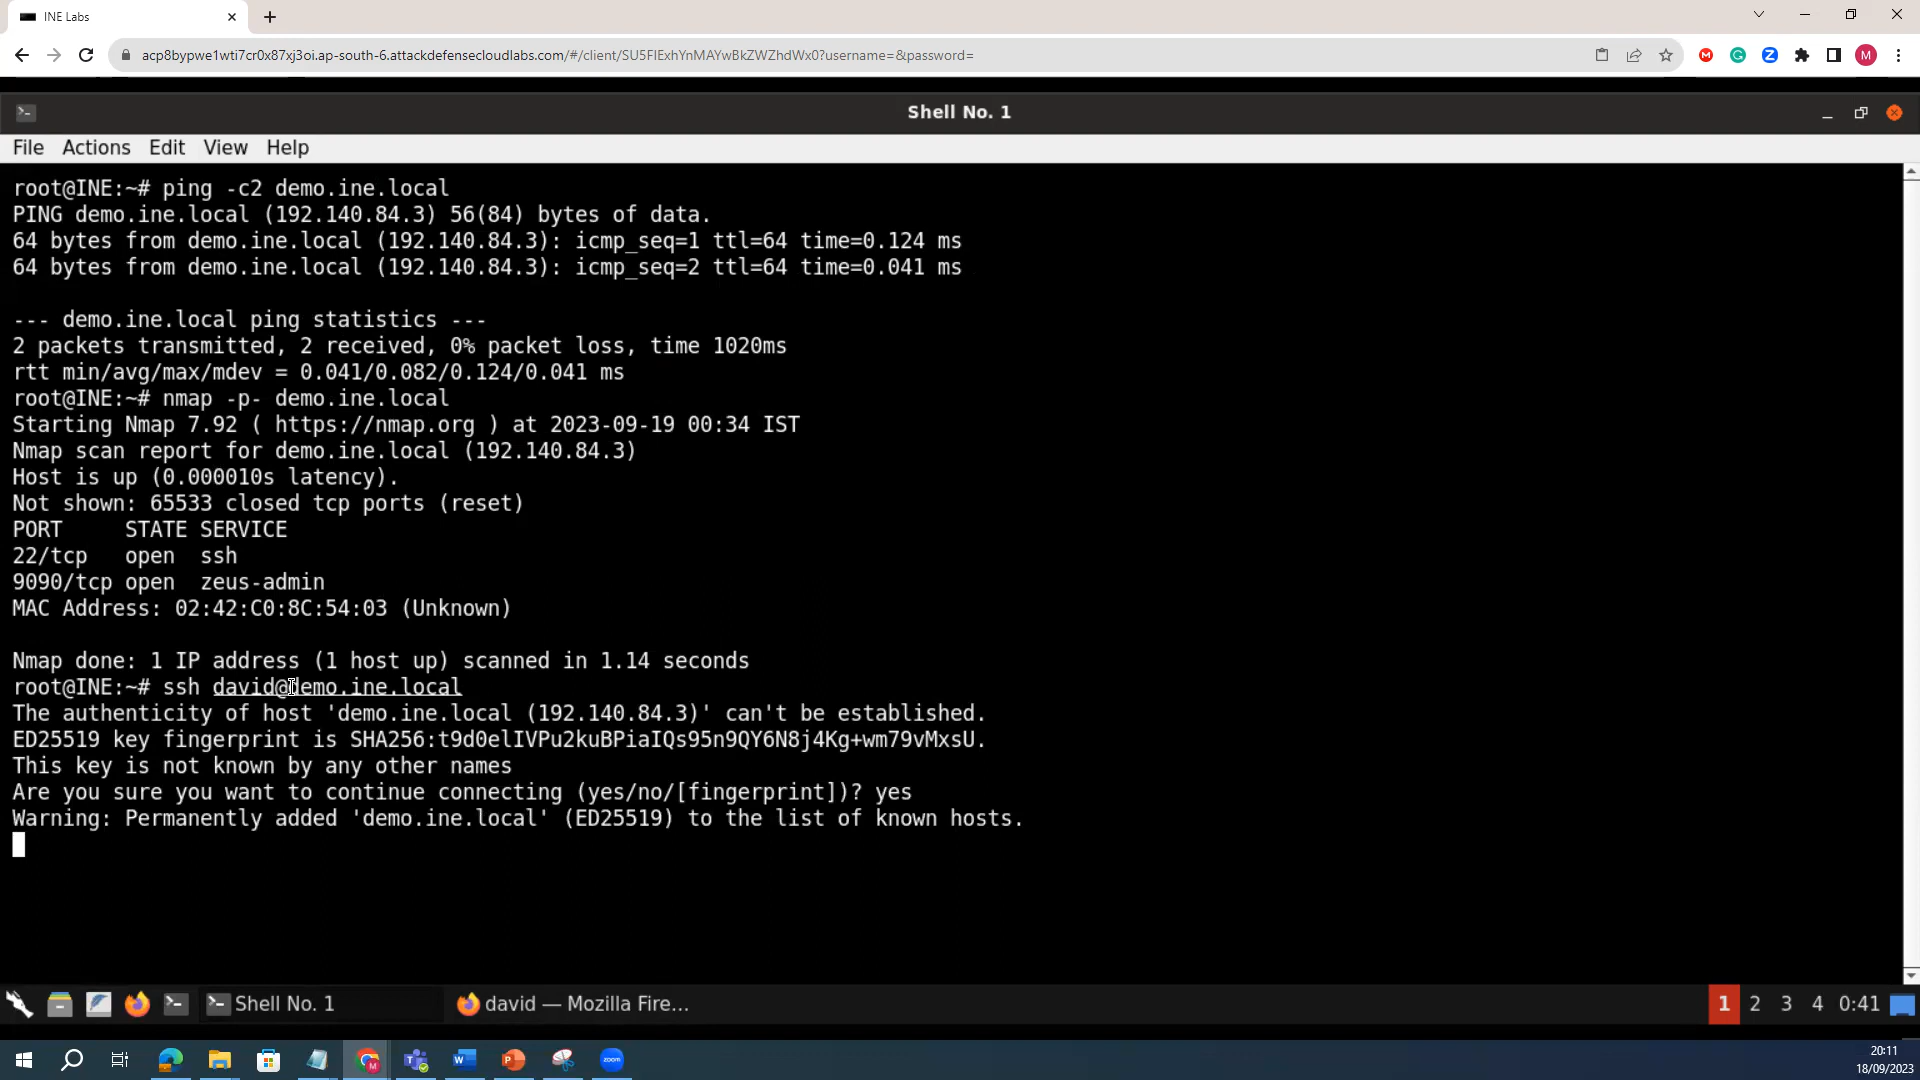 INE Labs
acp8bypwe1wti7cr0x87xj3oi.ap-south-6.attackdefensecloudlabs.com/#/client/SU5FIExhYnMAYwBkZWZhdWx0?username=&password=
M
Shell No. 1
File Actions Edit View Help
root@INE:~# ping -c2 demo.ine.local
PING demo.ine.local (192.140.84.3) 56(84) bytes of data.
64 bytes from demo.ine.local (192.140.84.3): icmp_seq=1 ttl=64 time=0.124 ms
64 bytes from demo.ine.local (192.140.84.3): icmp_seq=2 ttl=64 time=0.041 ms
--- demo.ine.local ping statistics ---
2 packets transmitted, 2 received, 0% packet loss, time 1020ms
rtt min/avg/max/mdev = 0.041/0.082/0.124/0.041 ms
root@INE:~# nmap -p- demo.ine.local
Starting Nmap 7.92 ( https://nmap.org ) at 2023-09-19 00:34 IST
Nmap scan report for demo.ine.local (192.140.84.3)
Host is up (0.000010s latency).
Not shown: 65533 closed tcp ports (reset)
PORT     STATE SERVICE
22/tcp   open  ssh
9090/tcp open  zeus-admin
MAC Address: 02:42:C0:8C:54:03 (Unknown)
Nmap done: 1 IP address (1 host up) scanned in 1.14 seconds
root@INE:~# ssh david@demo.ine.local
The authenticity of host 'demo.ine.local (192.140.84.3)' can't be established.
ED25519 key fingerprint is SHA256:t9d0elIVPu2kuBPiaIQs95n9QY6N8j4Kg+wm79vMxsU.
This key is not known by any other names
Are you sure you want to continue connecting (yes/no/[fingerprint])? yes
Warning: Permanently added 'demo.ine.local' (ED25519) to the list of known hosts.
Shell No. 1 david — Mozilla Fire... 1 2 3 4 0:41
20:11
18/09/2023